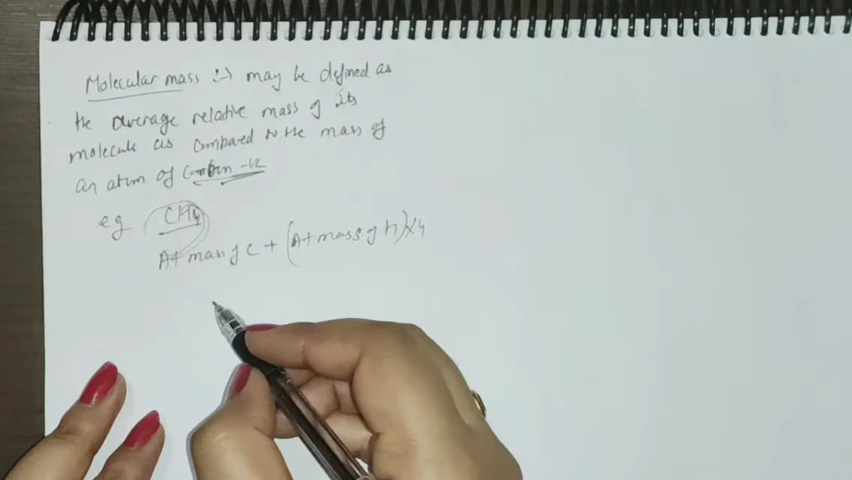 Molecular mass :-) may be defined as
the average relative mass of its
molecule as compared to the mass of
an atom of Carbon -12
eg CH4
At mass of C + (At mass of H)x4